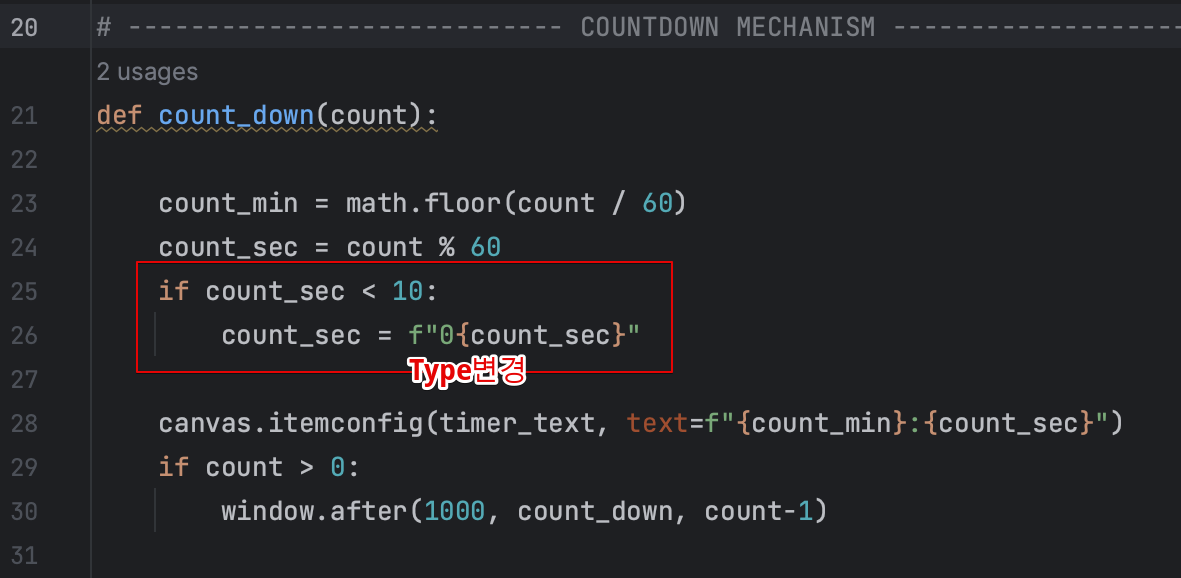 20 # ---------------------------- COUNTDOWN MECHANISM -------------------
2 usages
21 def count_down(count):
22
23 count_min = math.floor(count / 60)
24 count_sec = count % 60
25 if count_sec < 10:
26 count_sec = f"0{count_sec}"
Type변경
27
28 canvas.itemconfig(timer_text, text=f"{count_min}:{count_sec}")
29 if count > 0:
30 window.after(1000, count_down, count-1)
31